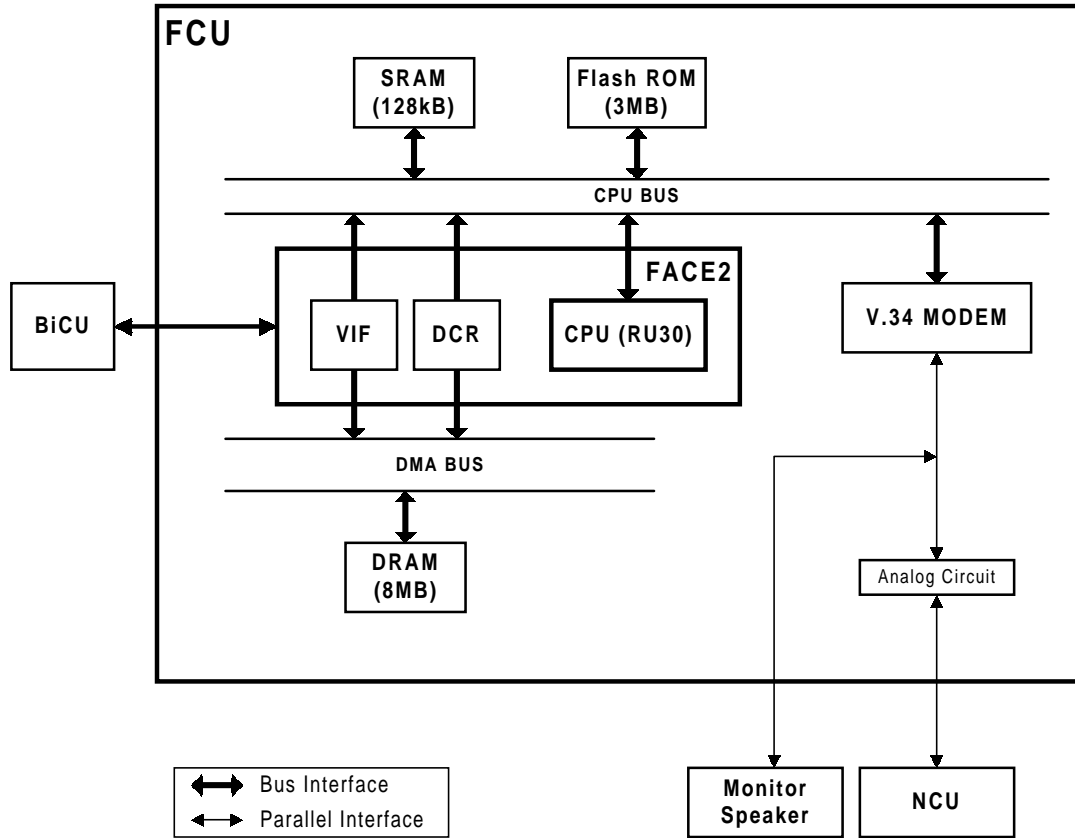 FCU
SRAM
(128kB)
Flash ROM
(3MB)
CPU BUS
FACE2
BiCU
VIF
DCR
CPU (RU30)
V.34 MODEM
DMA BUS
DRAM
(8MB)
Analog Circuit
Bus Interface
Parallel Interface
Monitor
Speaker
NCU